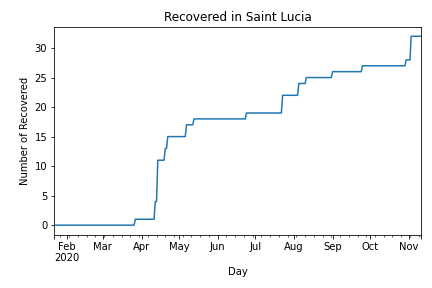 Recovered in Saint Lucia
Number of Recovered
30
25
20
15
10
5
0
Feb
2020
Mar
Apr
May
Jun
Jul
Aug
Sep
Oct
Nov
Day